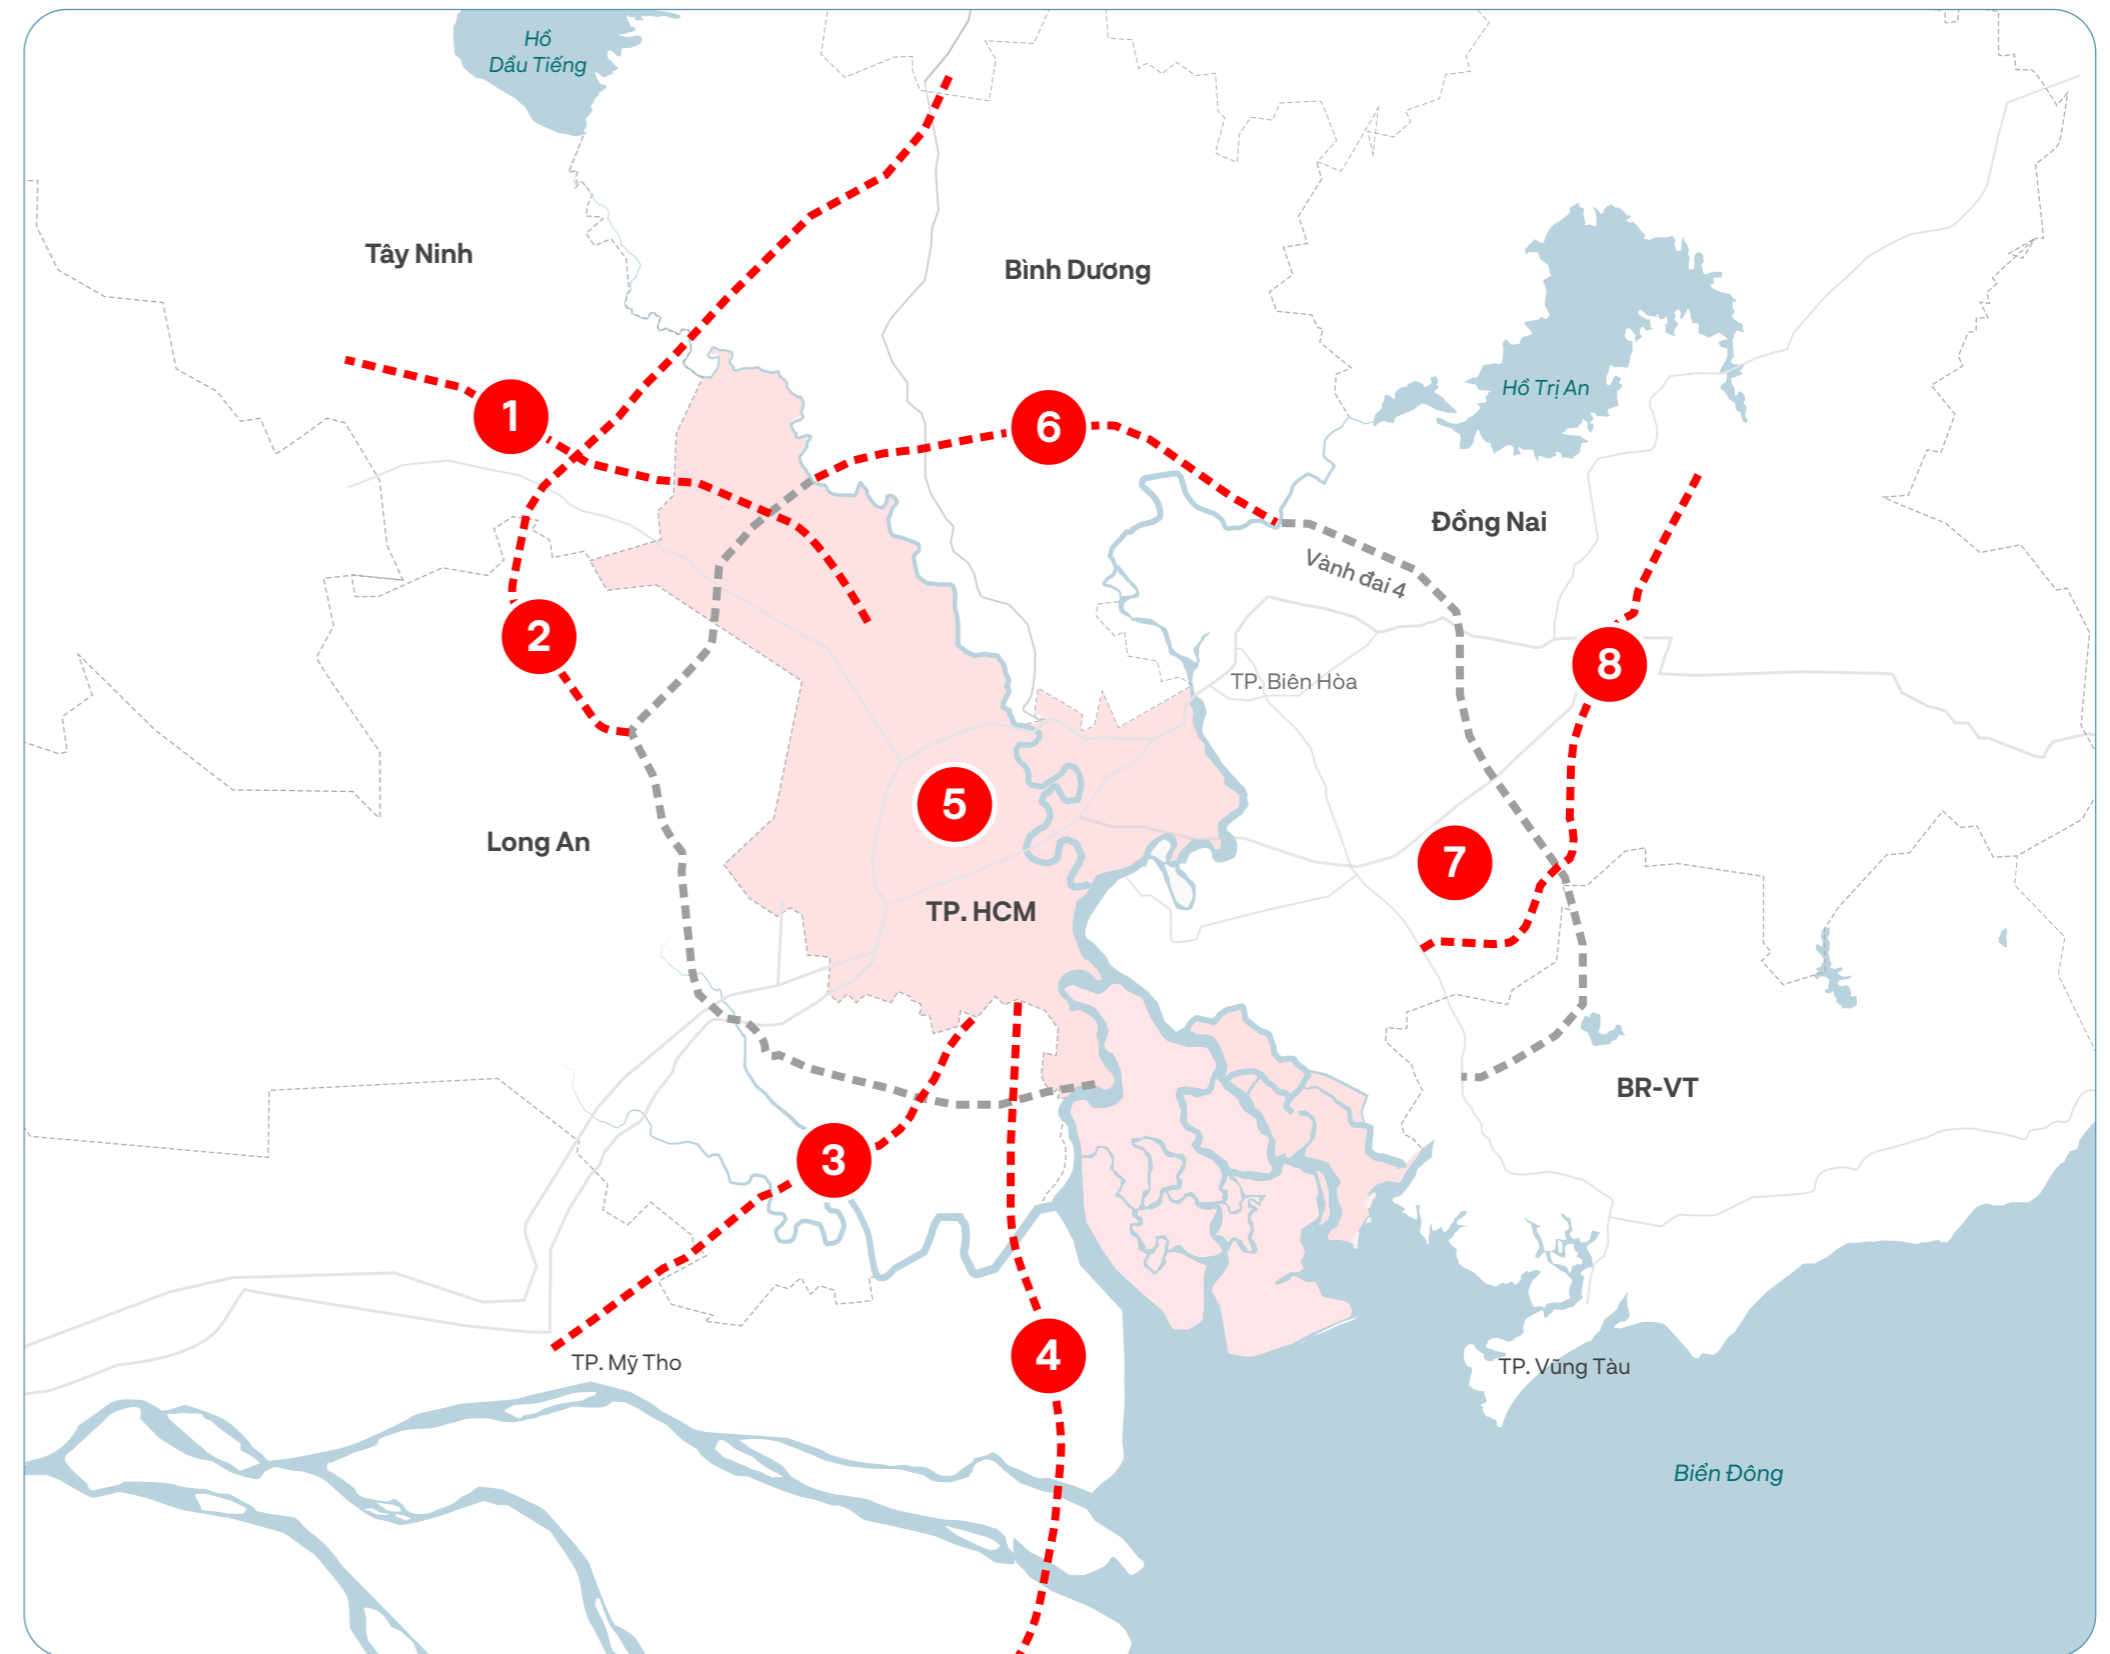 Hồ
Dầu Tiếng
Tây Ninh
Bình Dương
Hồ Trị An
1
6
Đồng Nai
Vành đai 4
2
8
TP. Biên Hòa
5
Long An
7
TP. HCM
BR-VT
3
4
TP. Mỹ Tho
TP. Vũng Tàu
Biển Đông